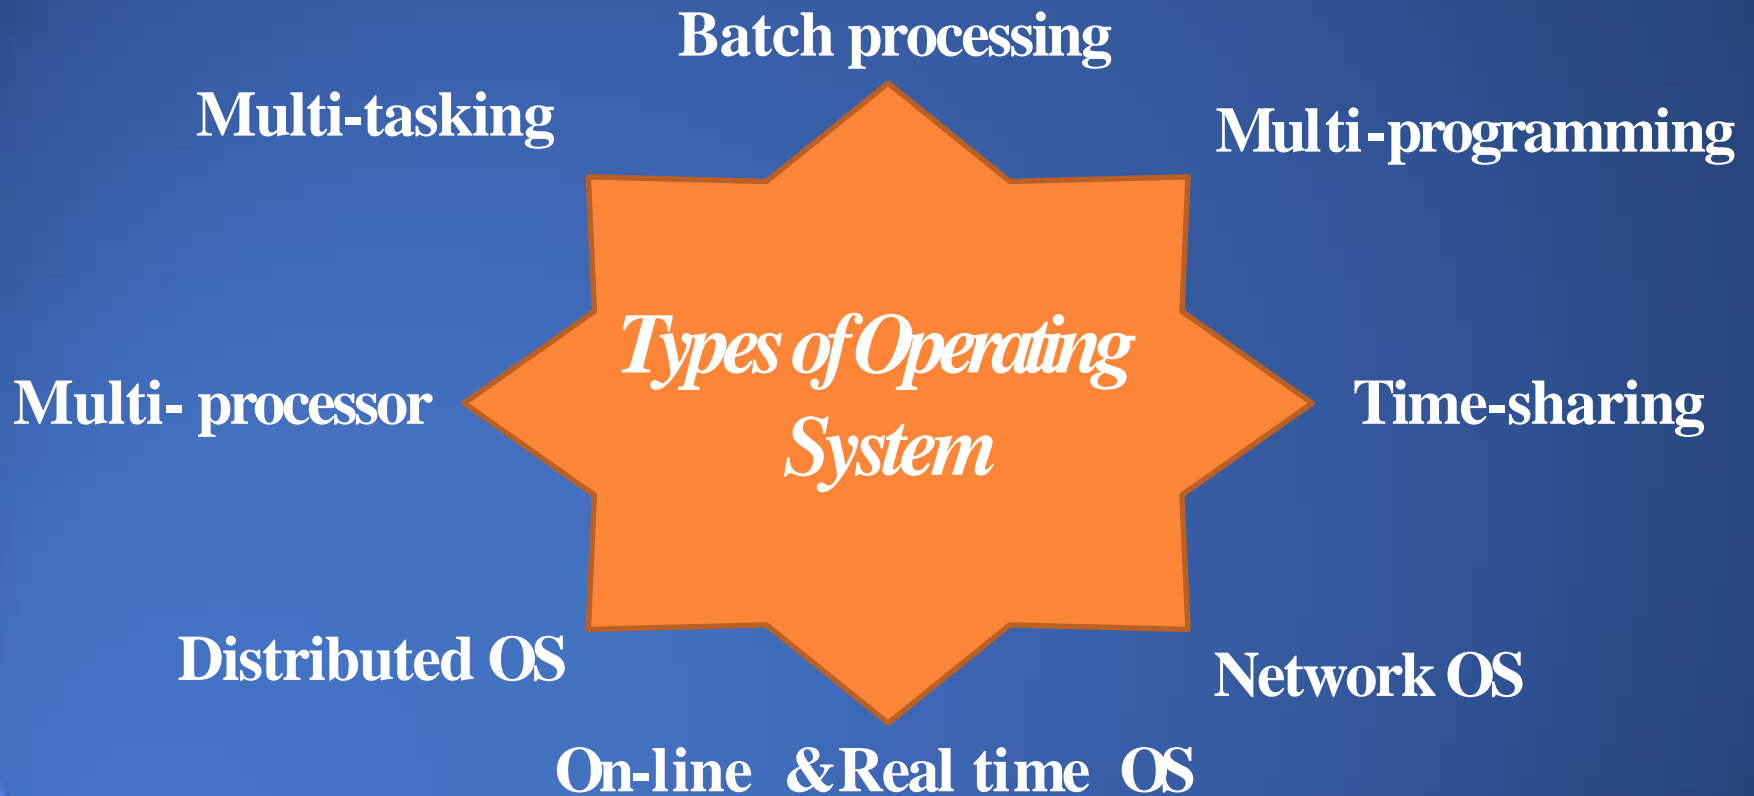 Batch processing
Multi-tasking
Multi-programming
Types of Operating
System
Multi- processor
Time-sharing
Distributed OS
Network OS
On-line & Real time OS